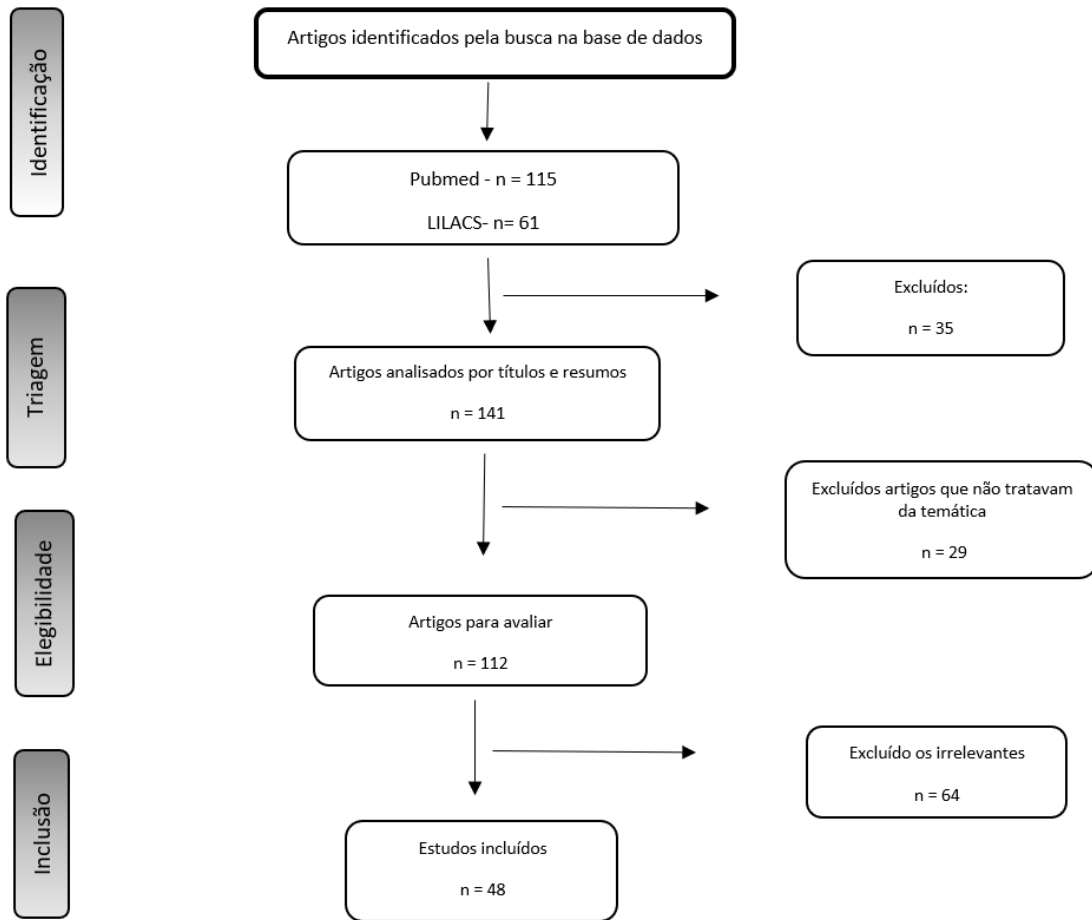 Identificação
Artigos identificados pela busca na base de dados
Pubmed - n = 115
LILACS- n= 61
Excluídos:
n = 35
Triagem
Artigos analisados por títulos e resumos
n = 141
Excluídos artigos que não tratavam
da temática
n = 29
Elegibilidade
Artigos para avaliar
n = 112
Excluído os irrelevantes
n = 64
Inclusão
Estudos incluídos
n = 48